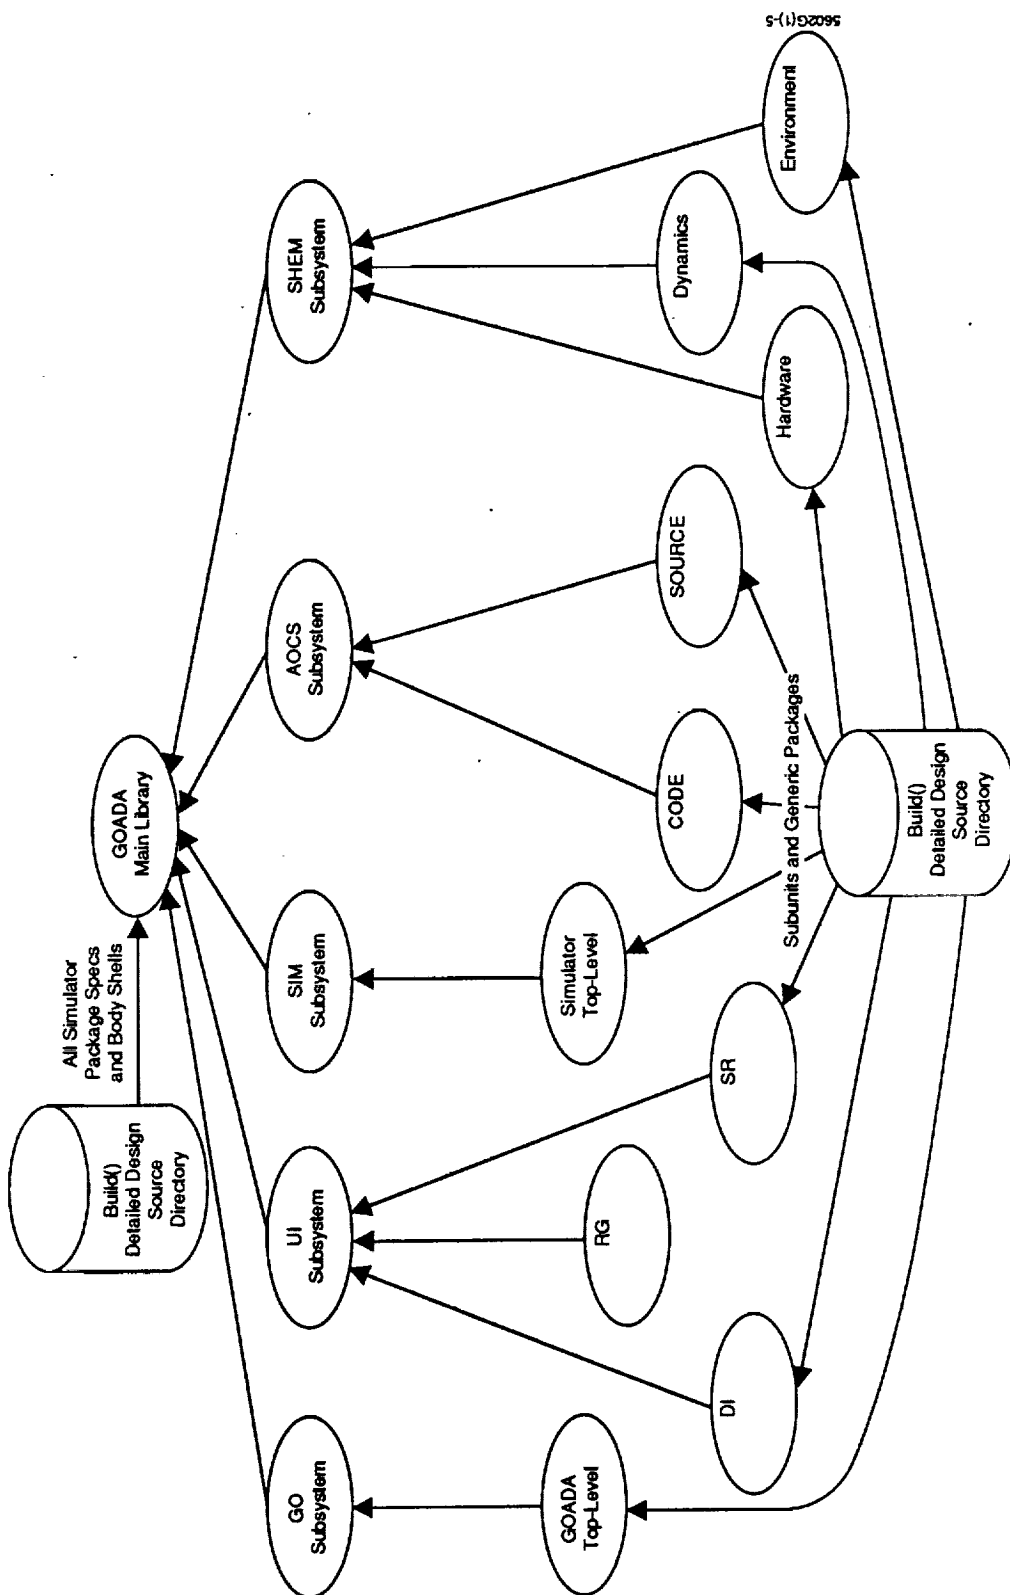 All Simulator
Package Specs
and Body Shells
Build()
Detailed Design
Source
Directory
GOADA
Main Library
GO
Subsystem
UI
Subsystem
SIM
Subsystem
AOCS
Subsystem
SHEM
Subsystem
GOADA
Top-Level
DI
RG
SR
Simulator
Top-Level
CODE
SOURCE
Hardware
Dynamics
Environment
Subunits and Generic Packages
Build()
Detailed Design
Source
Directory
5602G(1)-5